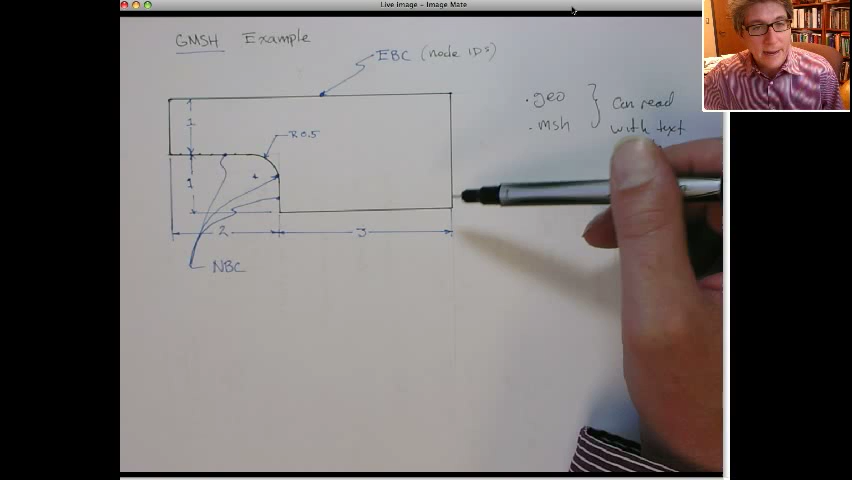 Live Image – Image Mate
GMSH Example
EBC (node IDs)
.geo
.msh
can read
with text
1
R 0.5
1
2
3
NBC